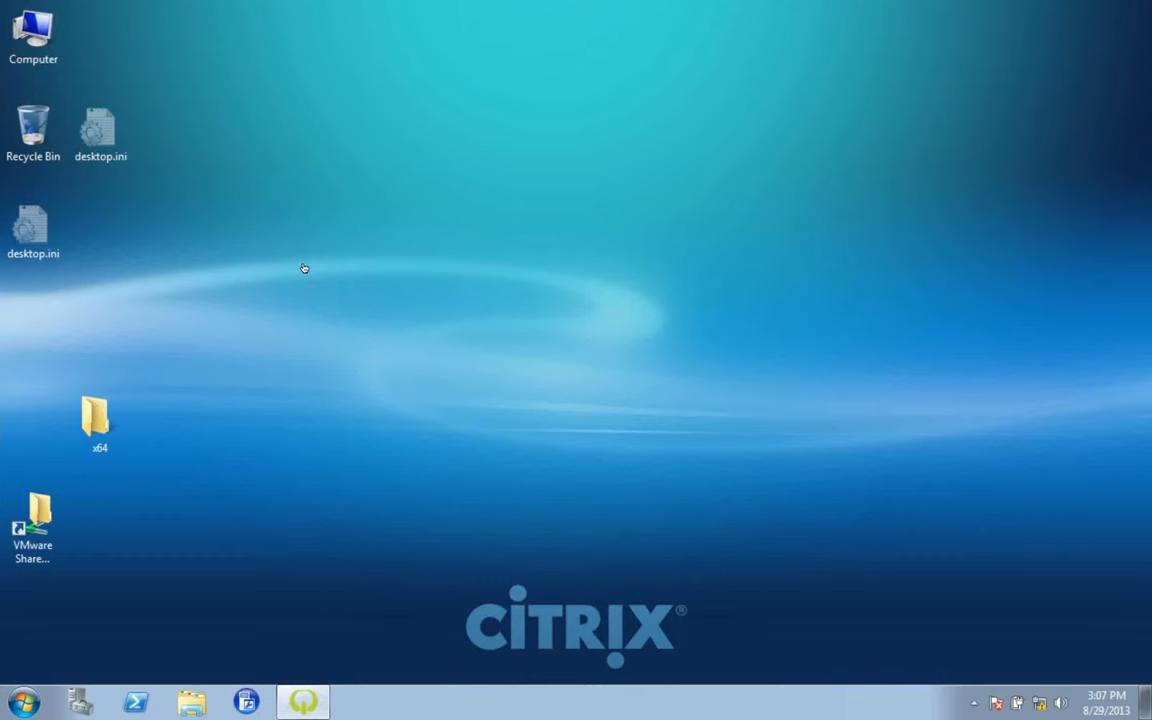 Computer
Recycle Bin
desktop.ini
desktop.ini
x64
VMware
Share...
CiTRIX®
3:07 PM
8/29/2013